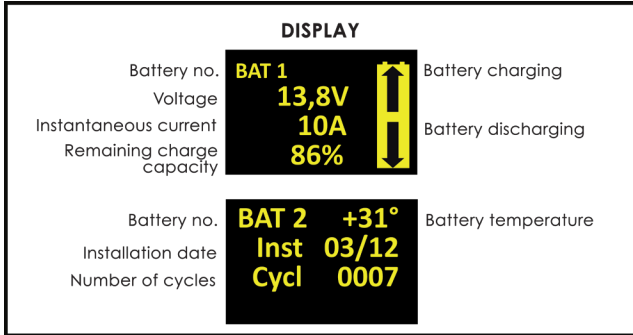 DISPLAY
Battery no.
BAT 1
Battery charging
Voltage
13,8V
Instantaneous current
10A
Battery discharging
Remaining charge
capacity
86%
Battery no.
BAT 2 +31°
Battery temperature
Installation date
Inst 03/12
Number of cycles
Cycl 0007